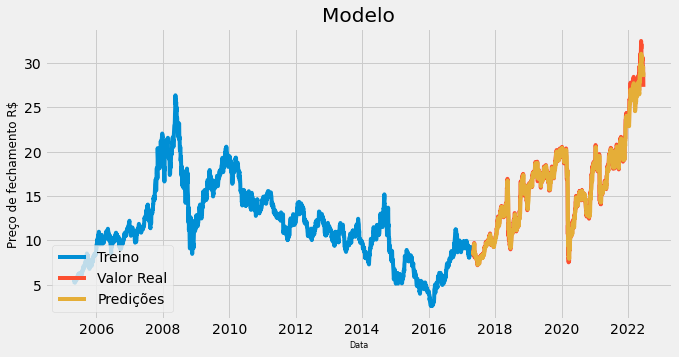 Modelo
Preço de fechamento R$
30
25
20
15
10
5
Treino
Valor Real
Predições
2006 2008 2010 2012 2014 2016 2018 2020 2022
Data